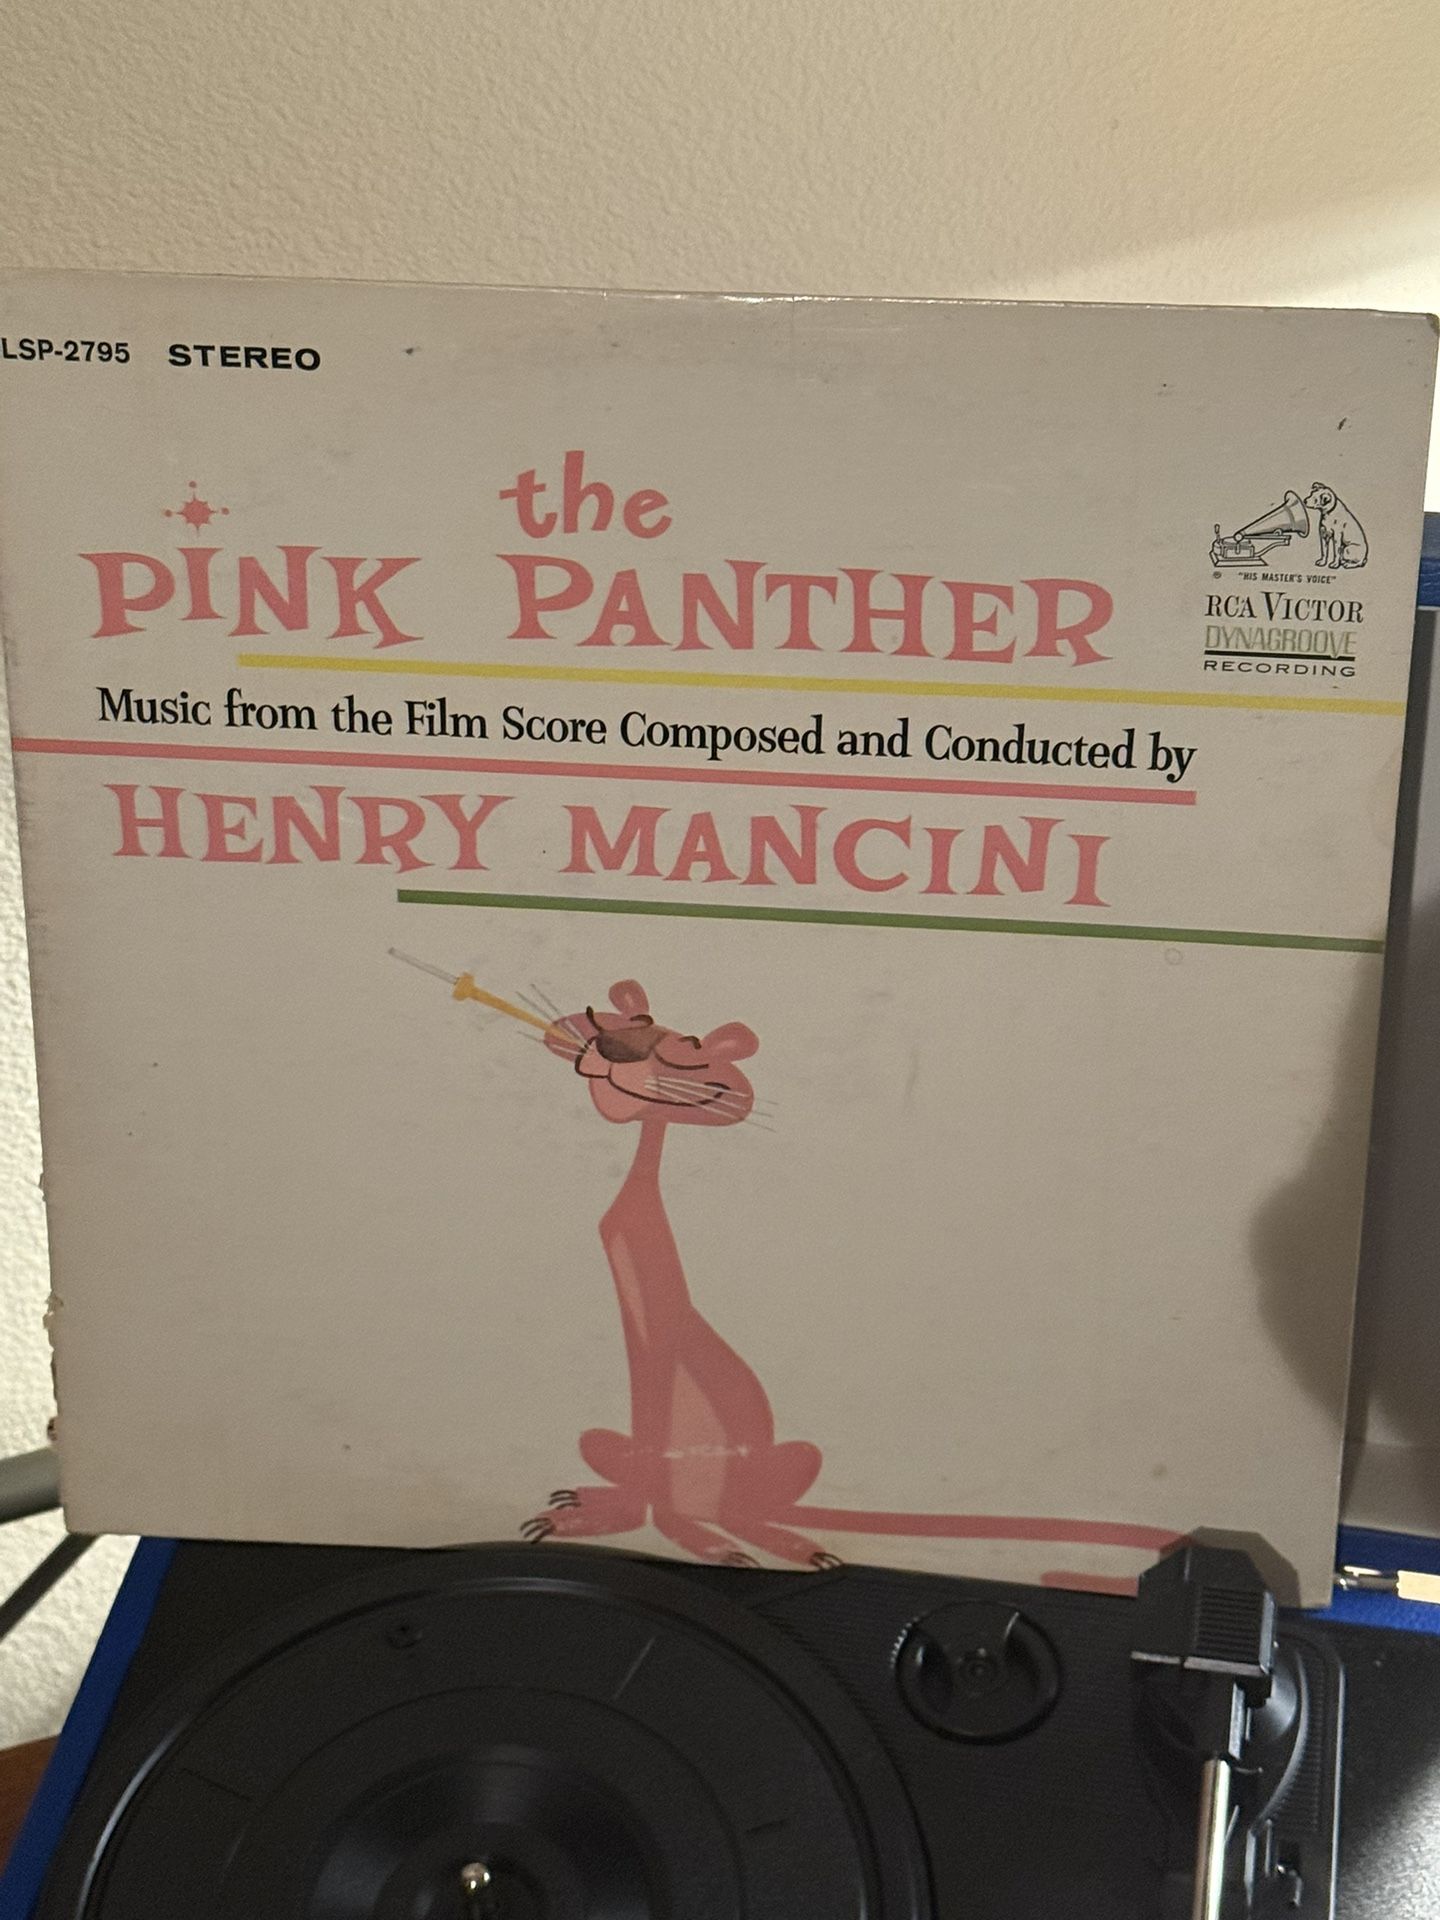 LSP-2795 STEREO
the
PINK PANTHER
© "HIS MASTER'S VOICE"
RCA VICTOR
DYNAGROOVE
RECORDING
Music from the Film Score Composed and Conducted by
HENRY MANCINI